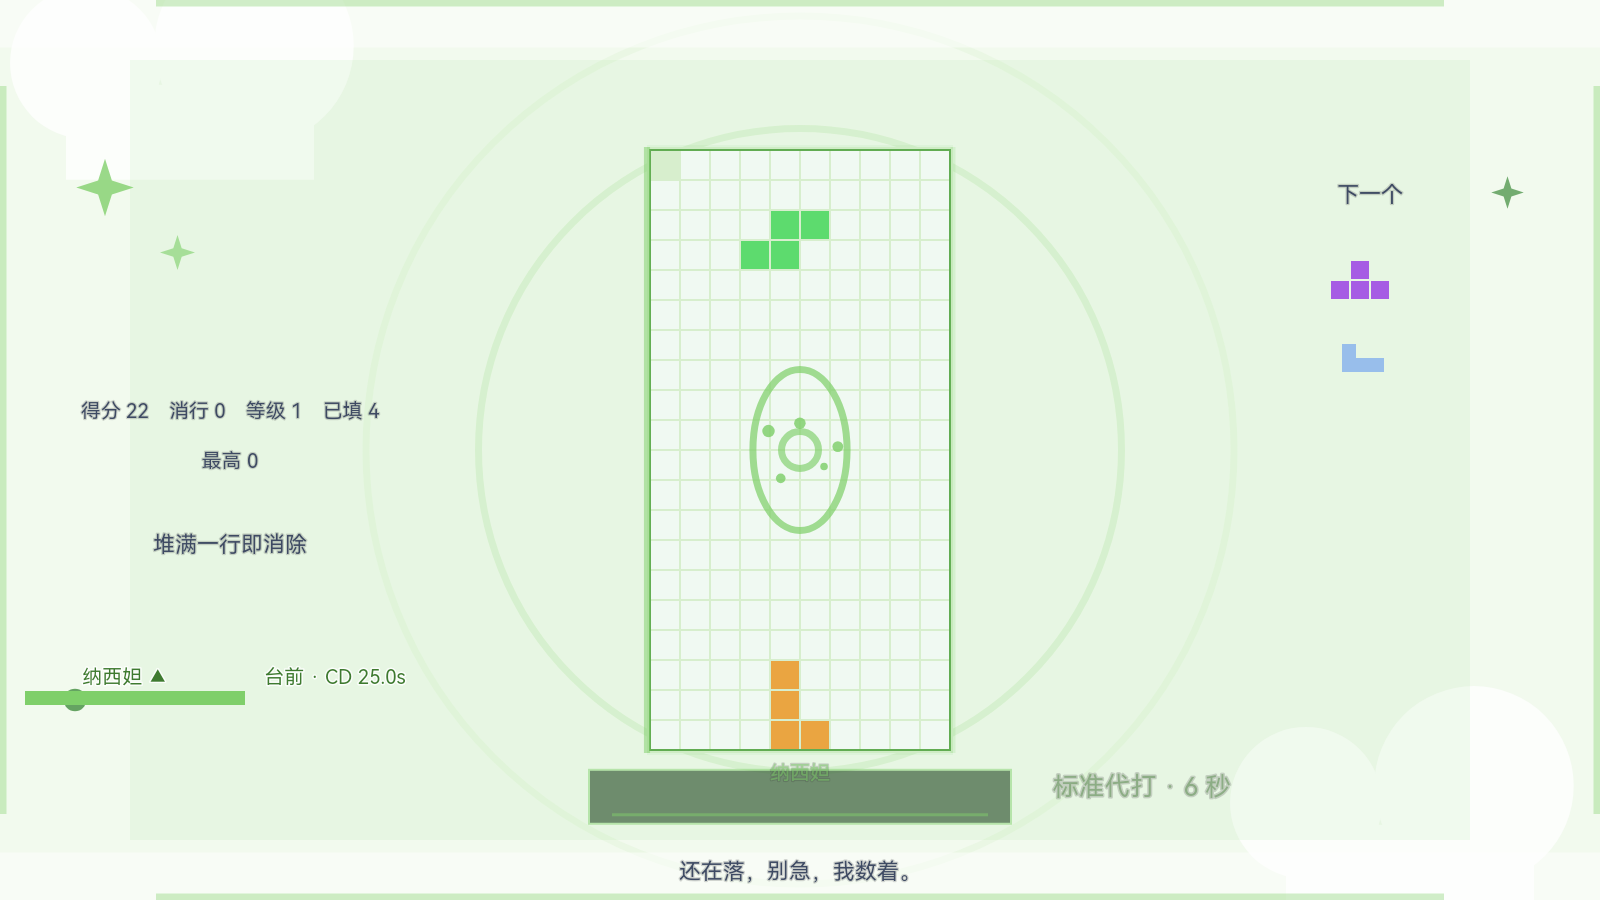 下一个
得分 22 消行 0 等级 1 已填 4
最高 0
堆满一行即消除
纳西妲 ▲ 台前 · CD 25.0s
纳西妲
标准代打 · 6 秒
还在落，别急，我数着。